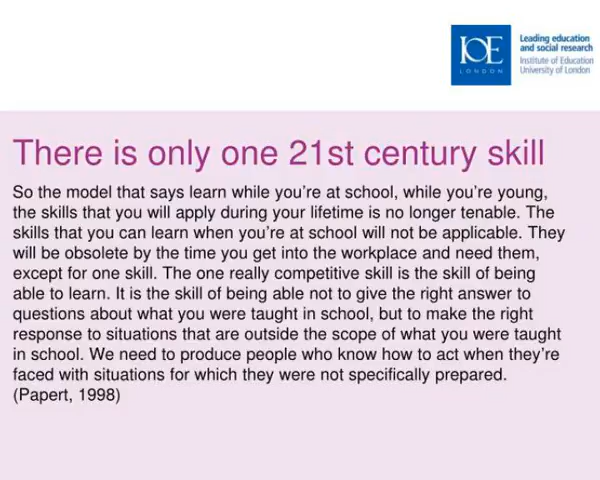 IOE
LONDON
Leading education
and social research
Institute of Education
University of London
There is only one 21st century skill
So the model that says learn while you’re at school, while you’re young,
the skills that you will apply during your lifetime is no longer tenable. The
skills that you can learn when you’re at school will not be applicable. They
will be obsolete by the time you get into the workplace and need them,
except for one skill. The one really competitive skill is the skill of being
able to learn. It is the skill of being able not to give the right answer to
questions about what you were taught in school, but to make the right
response to situations that are outside the scope of what you were taught
in school. We need to produce people who know how to act when they’re
faced with situations for which they were not specifically prepared.
(Papert, 1998)